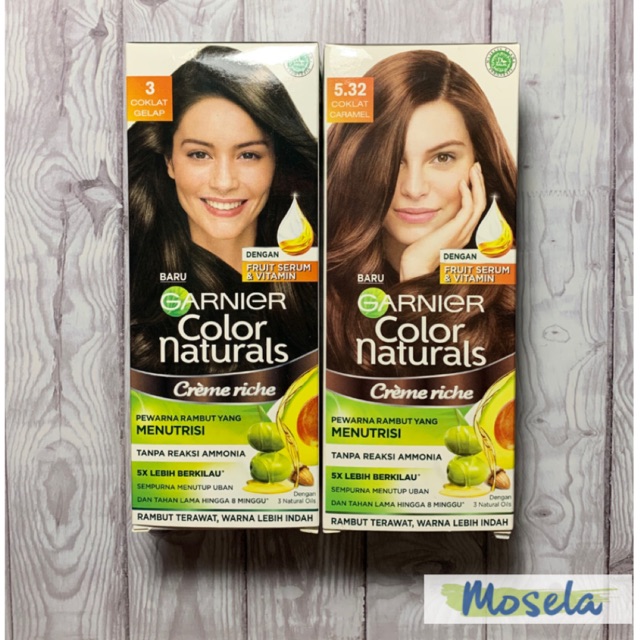 3
COKLAT
GELAP
DENGAN
FRUIT SERUM
& VITAMIN
BARU
GARNIER
Color
Naturals
Crème riche
PEWARNA RAMBUT YANG
MENUTRISI
TANPA REAKSI AMMONIA
5X LEBIH BERKILAU*
SEMPURNA MENUTUP UBAN
DAN TAHAN LAMA HINGGA 8 MINGGU*
Dengan
3 Natural Oils
RAMBUT TERAWAT, WARNA LEBIH INDAH
5.32
COKLAT
CARAMEL
DENGAN
FRUIT SERUM
& VITAMIN
BARU
GARNIER
Color
Naturals
Crème riche
PEWARNA RAMBUT YANG
MENUTRISI
TANPA REAKSI AMMONIA
5X LEBIH BERKILAU*
SEMPURNA MENUTUP UBAN
DAN TAHAN LAMA HINGGA 8 MINGGU*
Dengan
3 Natural Oils
RAMBUT TERAWAT, WARNA LEBIH INDAH
Mosela